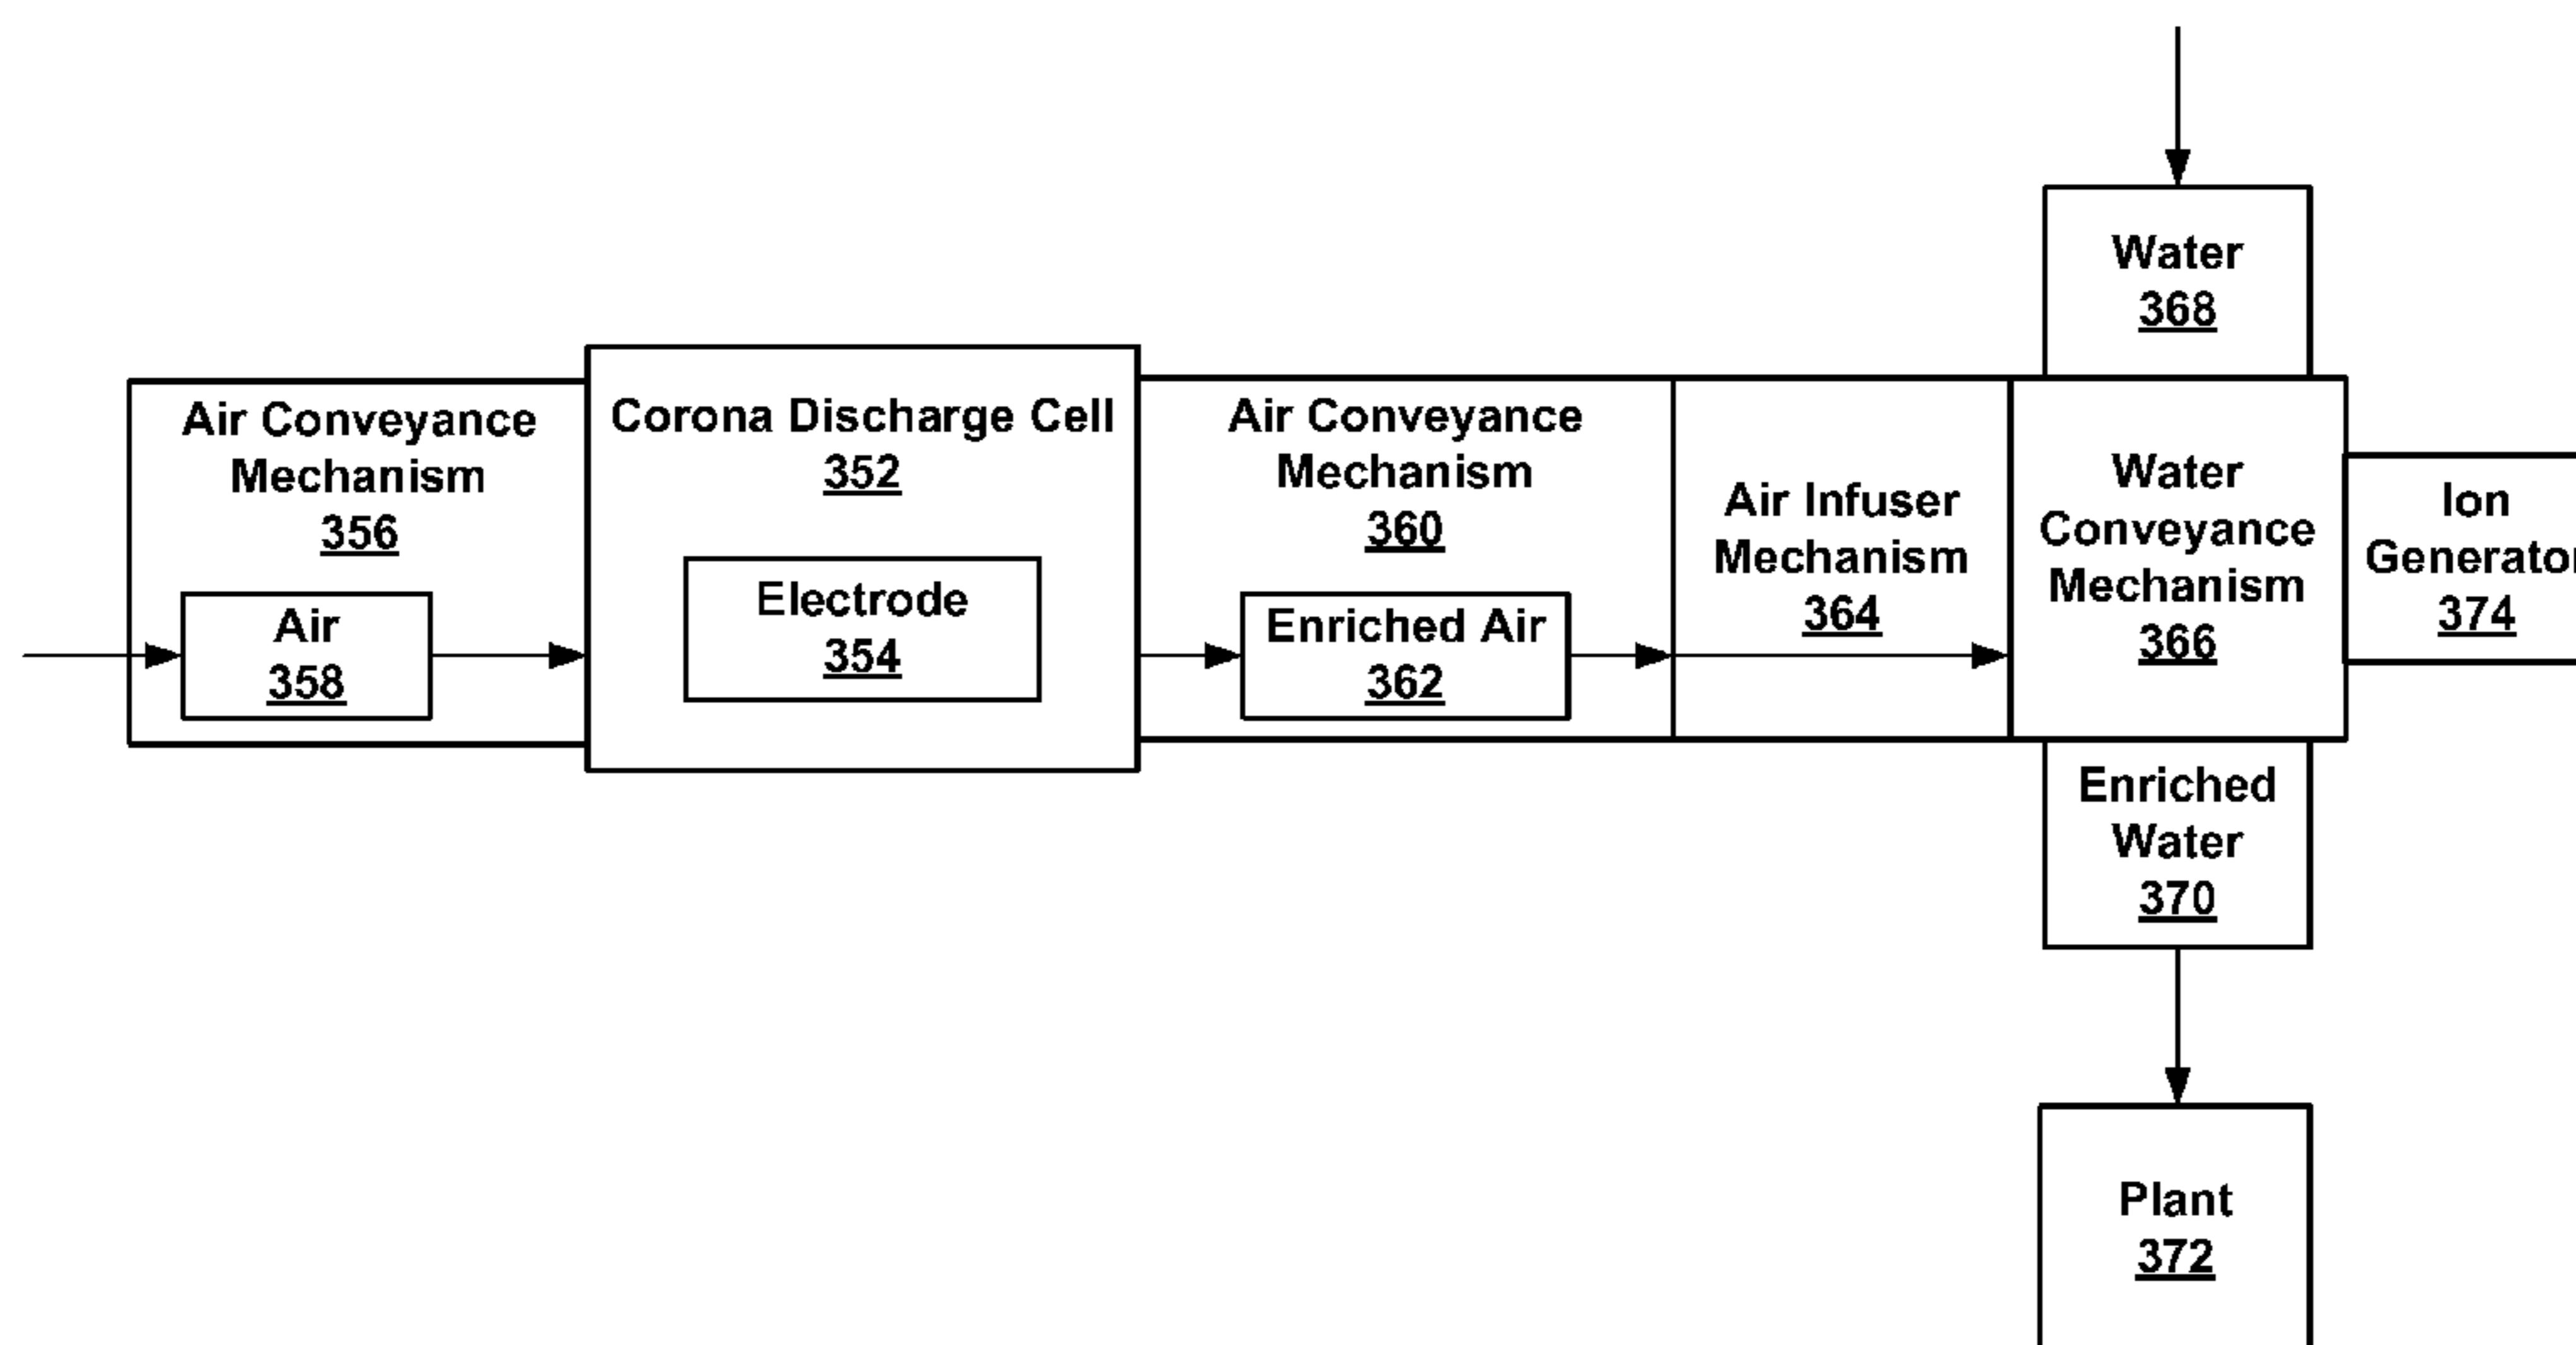 Water
368
Air Conveyance
Mechanism
356
Air
358
Corona Discharge Cell
352
Electrode
354
Air Conveyance
Mechanism
360
Enriched Air
362
Air Infuser
Mechanism
364
Water
Conveyance
Mechanism
366
Ion
Generator
374
Enriched
Water
370
Plant
372